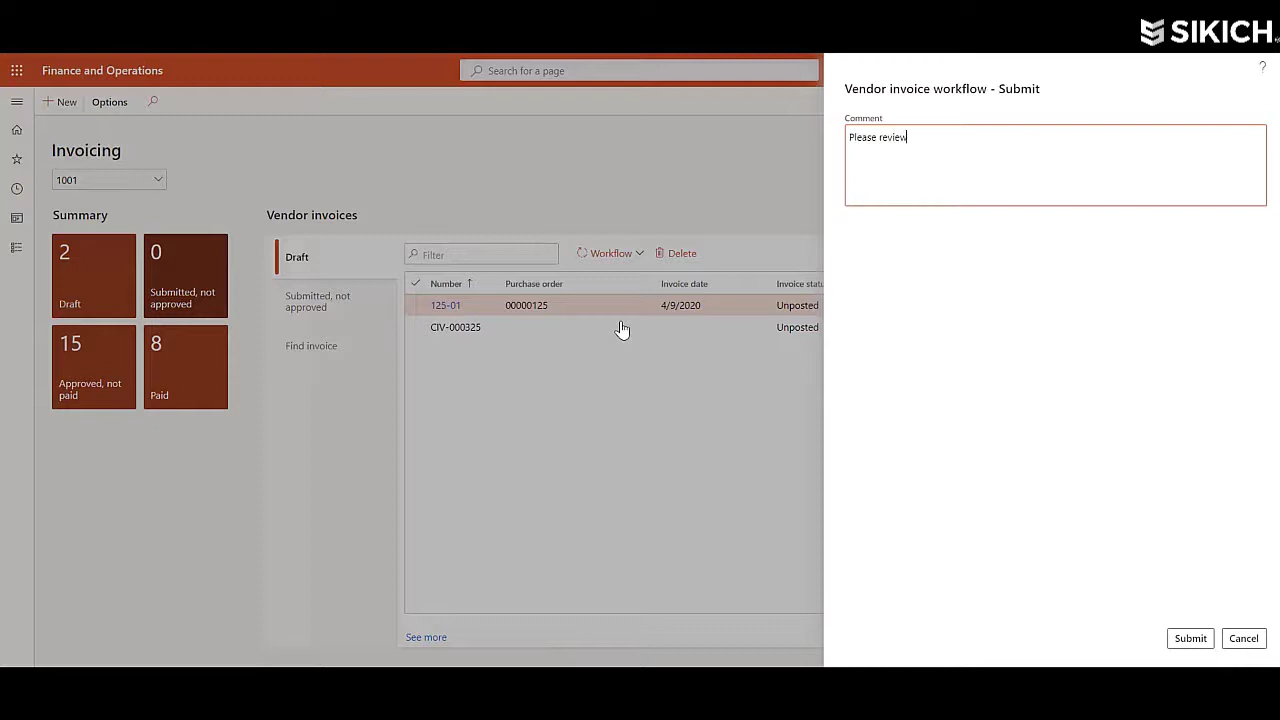 SIKICH
Finance and Operations
Search for a page
?
New Options
Vendor invoice workflow - Submit
Comment
Please review
Invoicing
1001
Summary
2
Draft
0
Submitted, not
approved
15
Approved, not
paid
8
Paid
Vendor invoices
Draft
Submitted, not
approved
Find invoice
Filter
Workflow
Delete
Number ↑ Purchase order Invoice date Invoice statu
125-01 00000125 4/9/2020 Unposted
CIV-000325 Unposted
See more
Submit Cancel